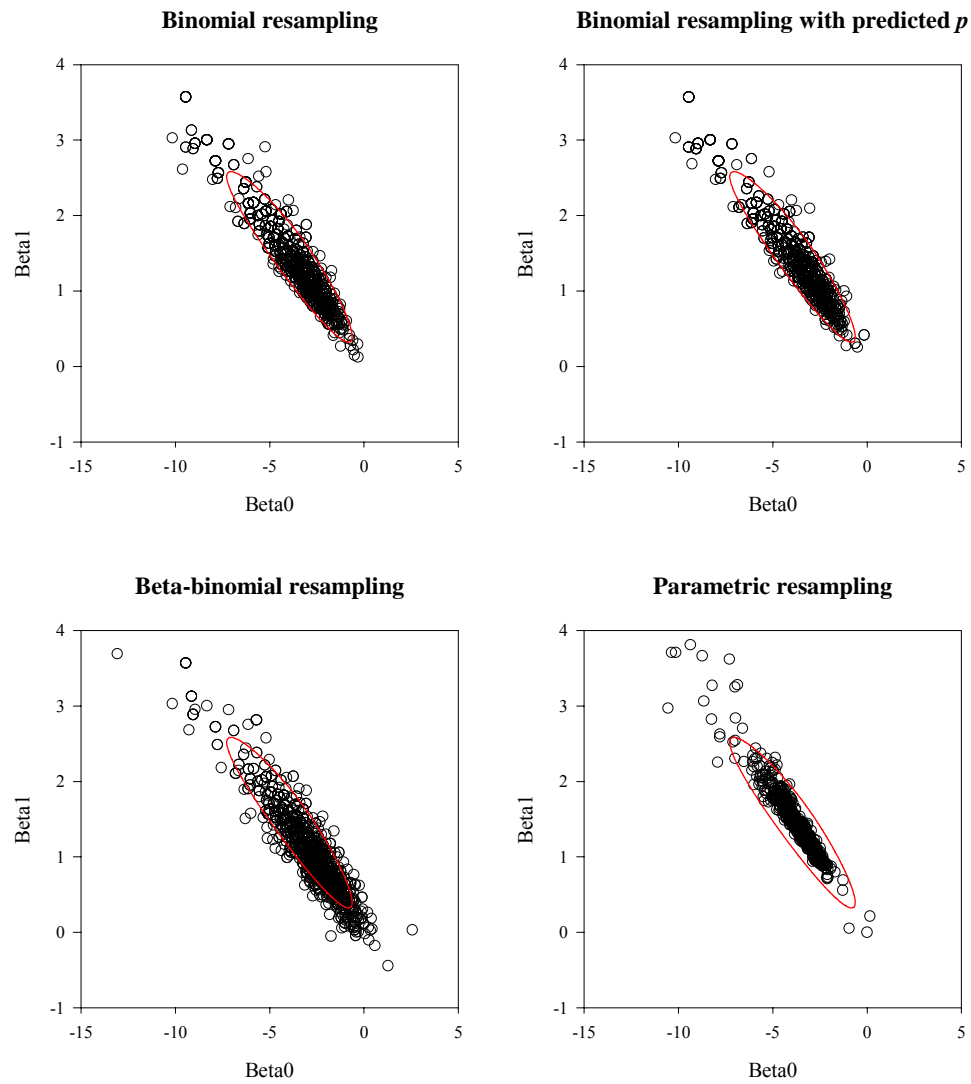 Binomial resampling
4
3
2
1
0
-1
Beta1
-15 -10 -5 0 5
Beta0
Binomial resampling with predicted p
4
3
2
1
0
-1
Beta1
-15 -10 -5 0 5
Beta0
Beta-binomial resampling
4
3
2
1
0
-1
Beta1
-15 -10 -5 0 5
Beta0
Parametric resampling
4
3
2
1
0
-1
Beta1
-15 -10 -5 0 5
Beta0